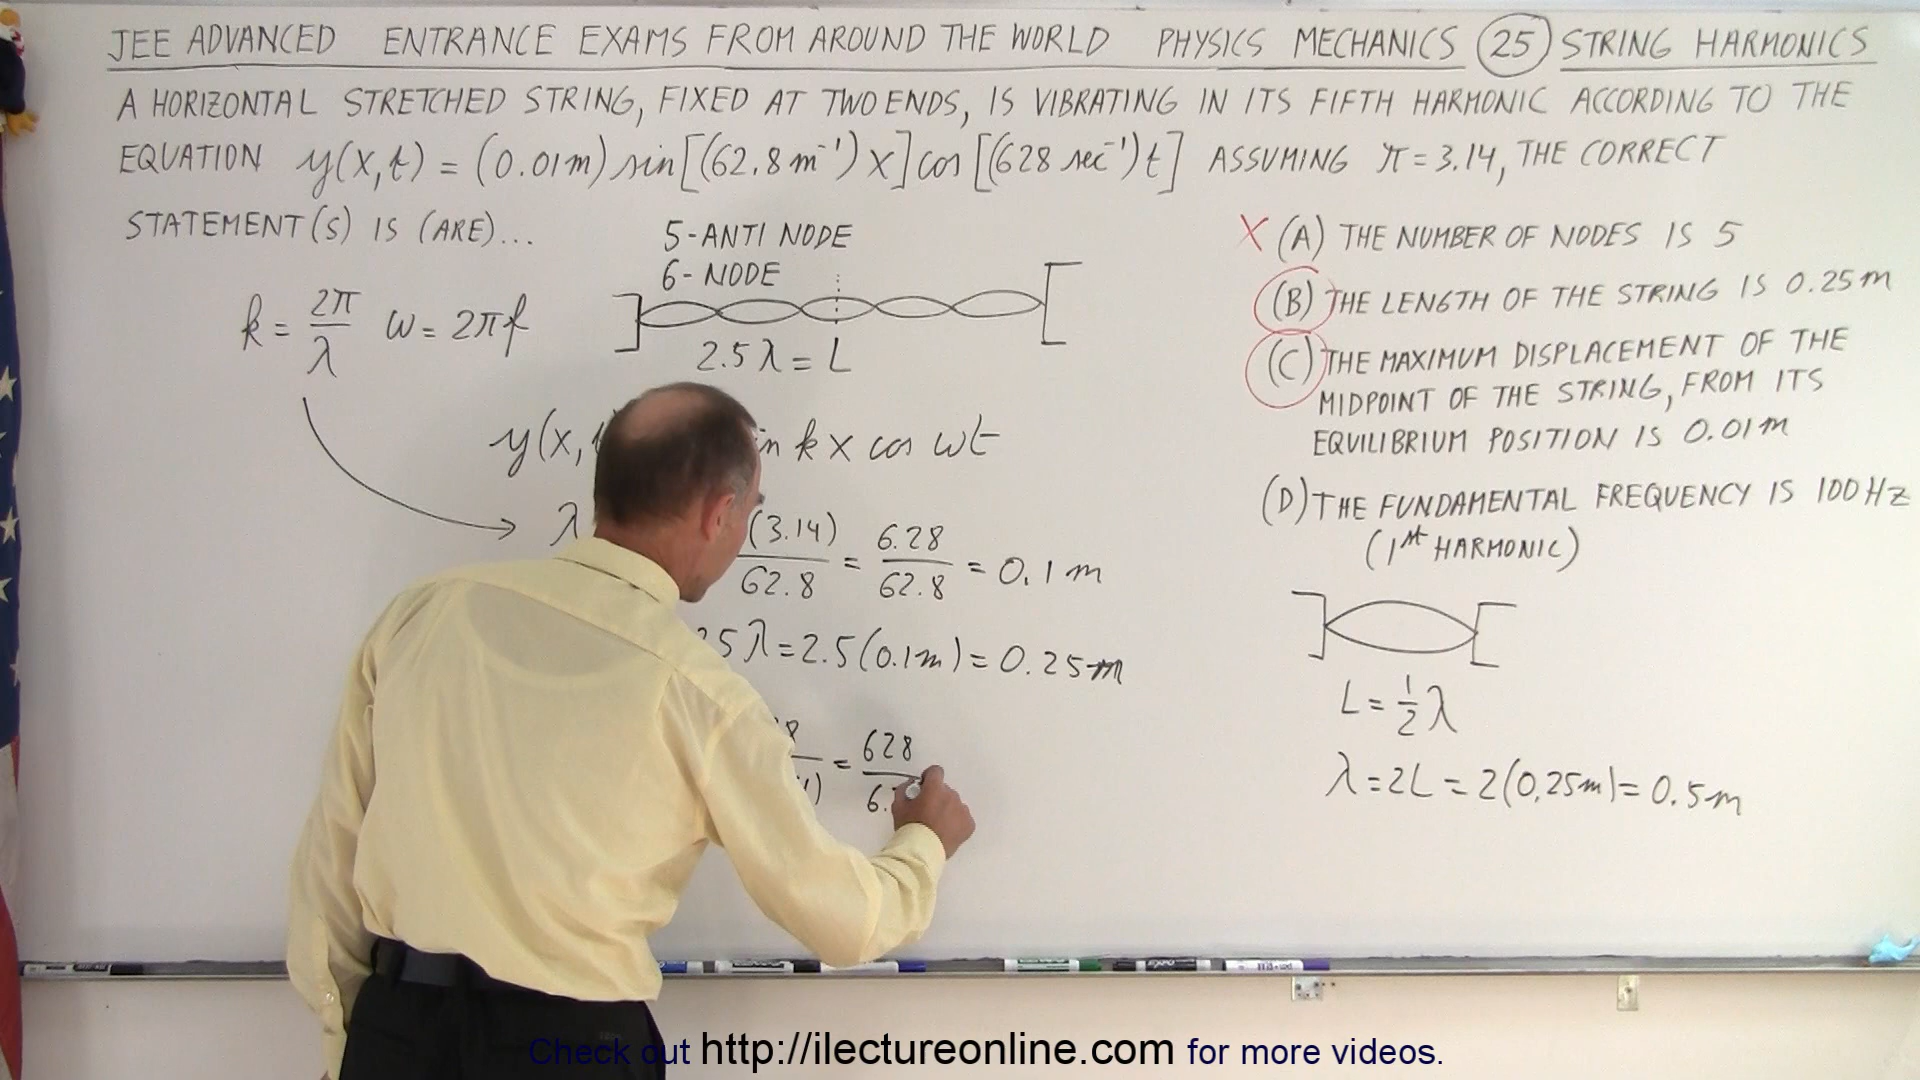 JEE ADVANCED ENTRANCE EXAMS FROM AROUND THE WORLD PHYSICS MECHANICS 25 STRING HARMONICS
A HORIZONTAL STRETCHED STRING, FIXED AT TWO ENDS, IS VIBRATING IN ITS FIFTH HARMONIC ACCORDING TO THE
EQUATION y(x,t) = (0.01m) sin[(62.8 m⁻¹) x] cos [(628 sec⁻¹) t] ASSUMING π = 3.14, THE CORRECT
STATEMENT(S) IS (ARE)...
5-ANTI NODE
6-NODE
k = 2π/λ ω = 2πf
2.5 λ = L
y(x, in kx cos ωt
λ (3.14)/62.8 = 6.28/62.8 = 0.1 m
5λ = 2.5(0.1m) = 0.25m
8/1) = 628/6.
X (A) THE NUMBER OF NODES IS 5
(B) THE LENGTH OF THE STRING IS 0.25m
(C) THE MAXIMUM DISPLACEMENT OF THE
MIDPOINT OF THE STRING, FROM ITS
EQUILIBRIUM POSITION IS 0.01m
(D) THE FUNDAMENTAL FREQUENCY IS 100 Hz
(1st HARMONIC)
L = 1/2 λ
λ = 2L = 2(0.25m) = 0.5m
Check out http://ilectureonline.com for more videos.